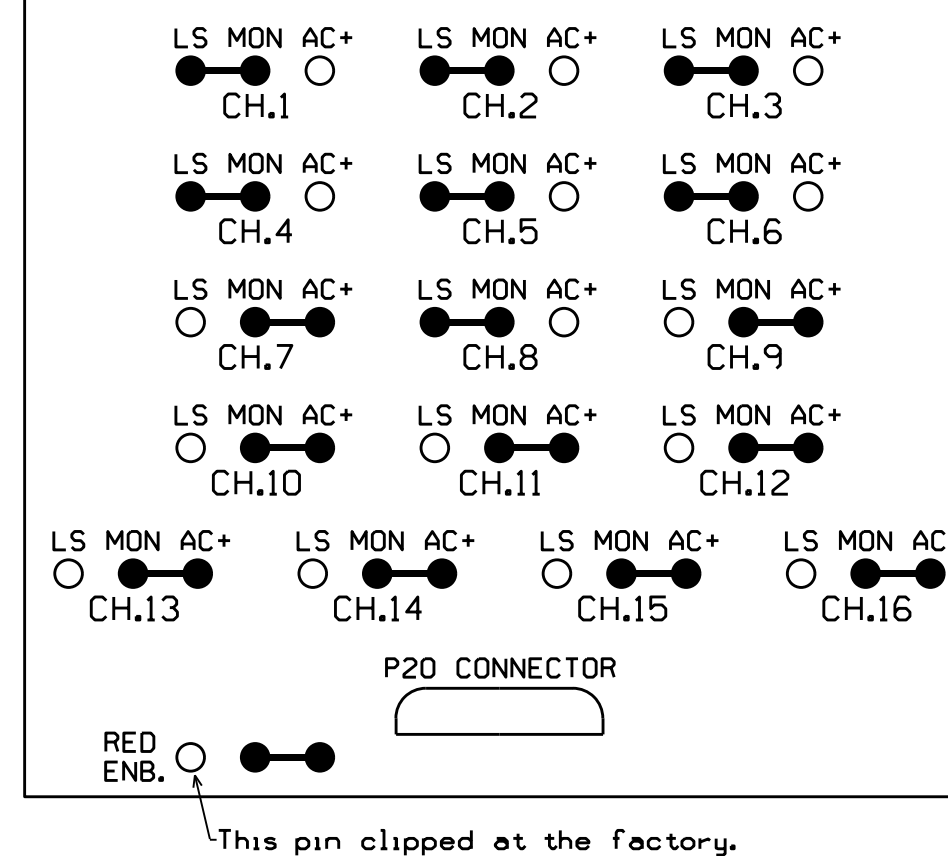 LS MON AC+ LS MON AC+ LS MON AC+
CH.1 CH.2 CH.3
LS MON AC+ LS MON AC+ LS MON AC+
CH.4 CH.5 CH.6
LS MON AC+ LS MON AC+ LS MON AC+
CH.7 CH.8 CH.9
LS MON AC+ LS MON AC+ LS MON AC+
CH.10 CH.11 CH.12
LS MON AC+ LS MON AC+ LS MON AC+ LS MON AC
CH.13 CH.14 CH.15 CH.16
P20 CONNECTOR
RED
ENB.
This pin clipped at the factory.